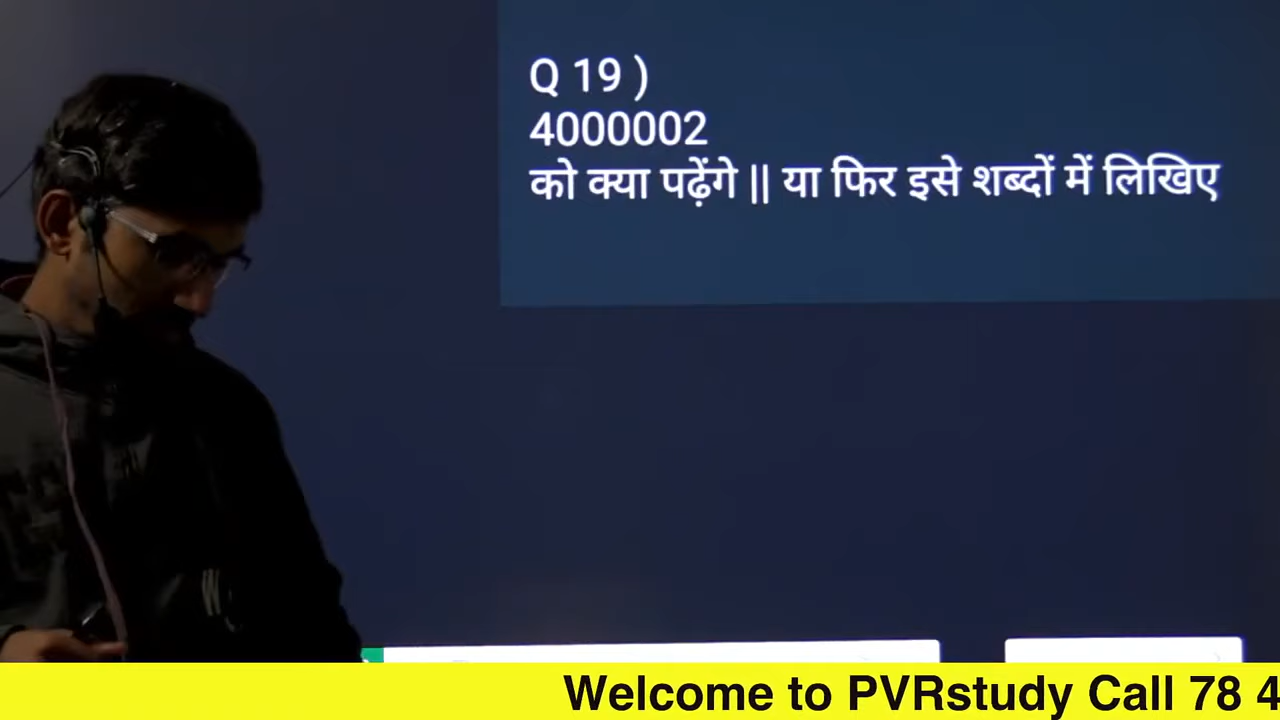 Q 19 )
4000002
को क्या पढ़ेंगे || या फिर इसे शब्दों में लिखिए
Welcome to PVRstudy Call 78 4